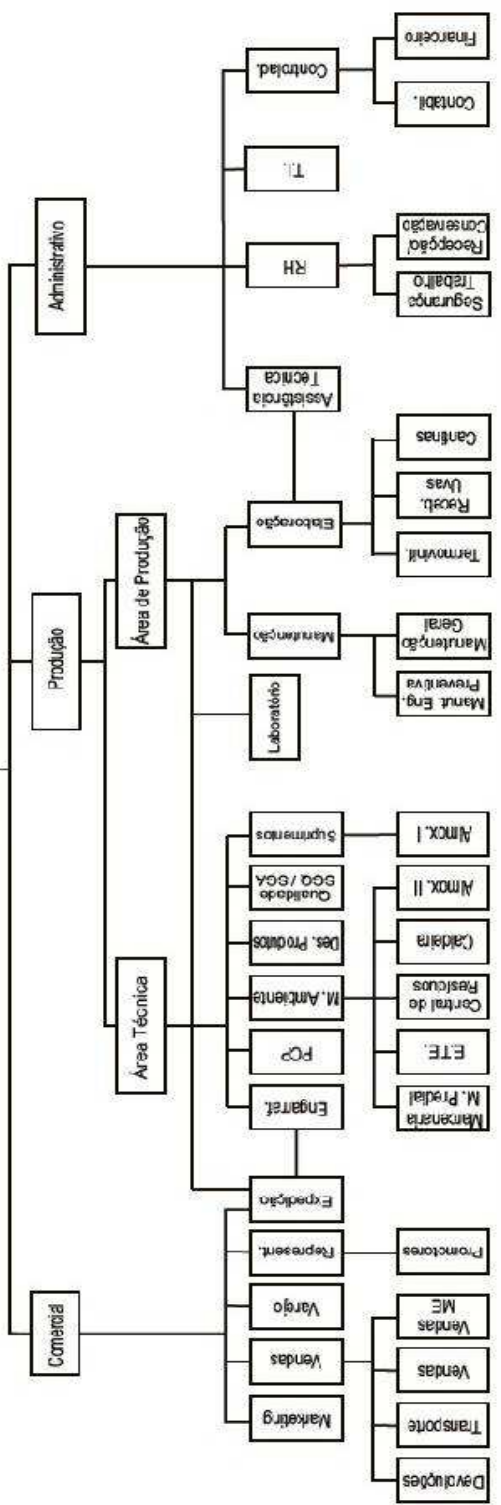 Comercial
Produção
Administrativo
Área Técnica
Área de Produção
Marketing
Vendas
Varejo
Represent.
Expedição
Engarraf.
PCP
M. Ambiente
Des. Produtos
Qualidade
SGQ / SGA
Suprimentos
Laboratório
Manutenção
Elaboração
Assistência
Técnica
RH
T.I.
Controlad.
Devoluções
Transporte
Vendas
Vendas
ME
Promotores
Marcenaria
M. Predial
E.T.E.
Central de
Resíduos
Caldeira
Almox. II
Almox. I
Manut. Eng.
Preventiva
Manutenção
Geral
Termovinif.
Receb.
Uvas
Cantinas
Segurança
Trabalho
Recepção/
Conservação
Contabil.
Financeiro